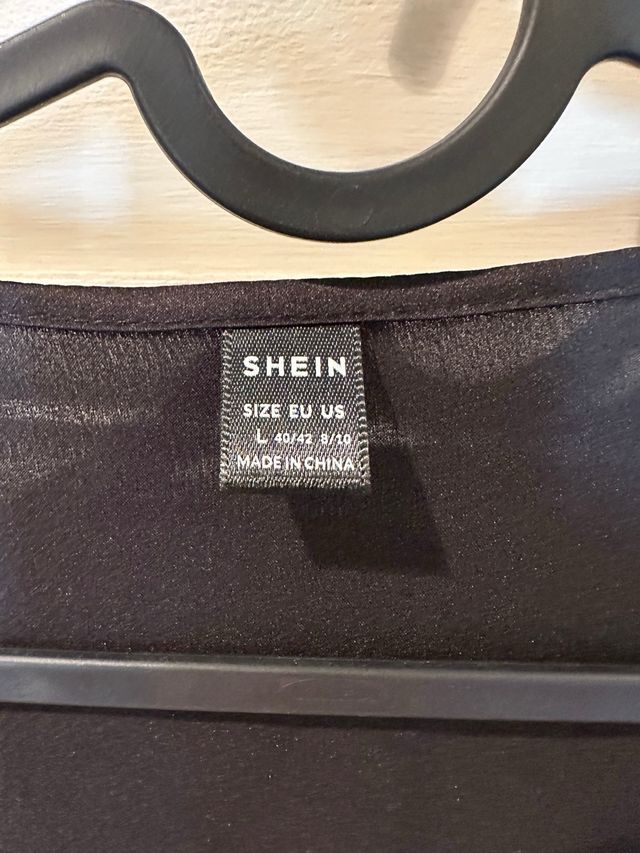 SHEIN
SIZE EU US
L 40/42 8/10
MADE IN CHINA